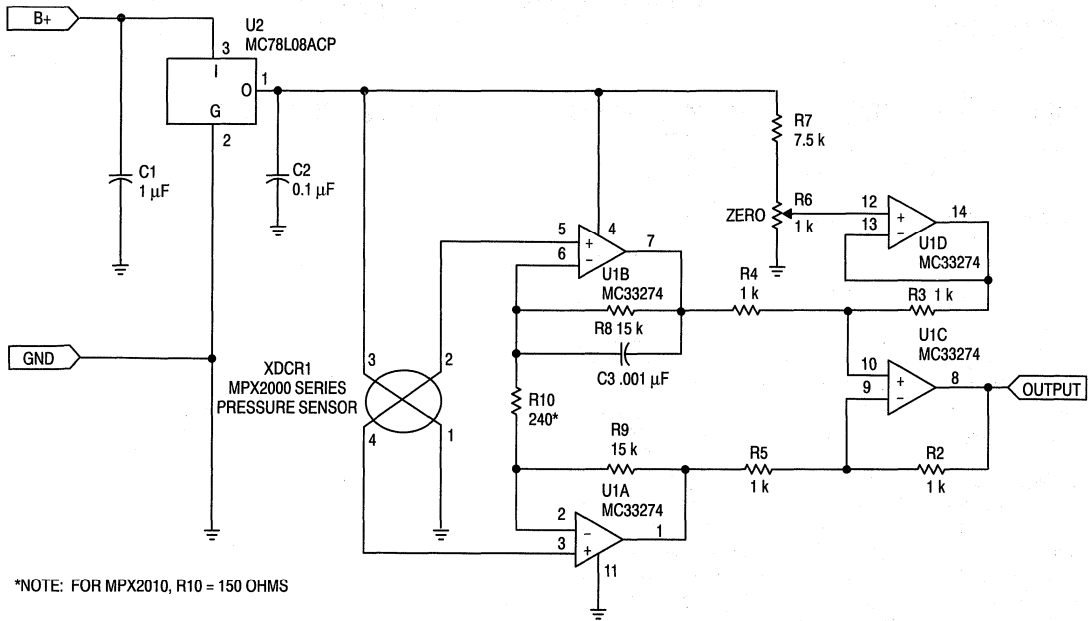 B+
U2
MC78L08ACP
3
I
O
1
G
2
C1
1 µF
C2
0.1 µF
R7
7.5 k
ZERO
R6
1 k
12
13
+
−
14
U1D
MC33274
5
6
+
−
4
7
U1B
MC33274
R4
1 k
R3 1 k
R8 15 k
C3 .001 µF
U1C
MC33274
10
9
+
−
8
OUTPUT
GND
XDCR1
MPX2000 SERIES
PRESSURE SENSOR
3
2
4
1
R10
240*
R9
15 k
R5
1 k
R2
1 k
U1A
MC33274
2
3
−
+
1
11
*NOTE: FOR MPX2010, R10 = 150 OHMS